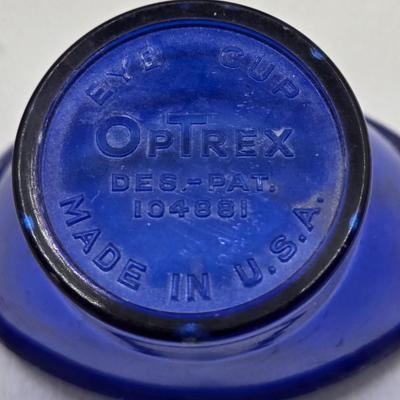 EYE CUP
OPTREX
DES.-PAT.
104881
MADE IN U.S.A.